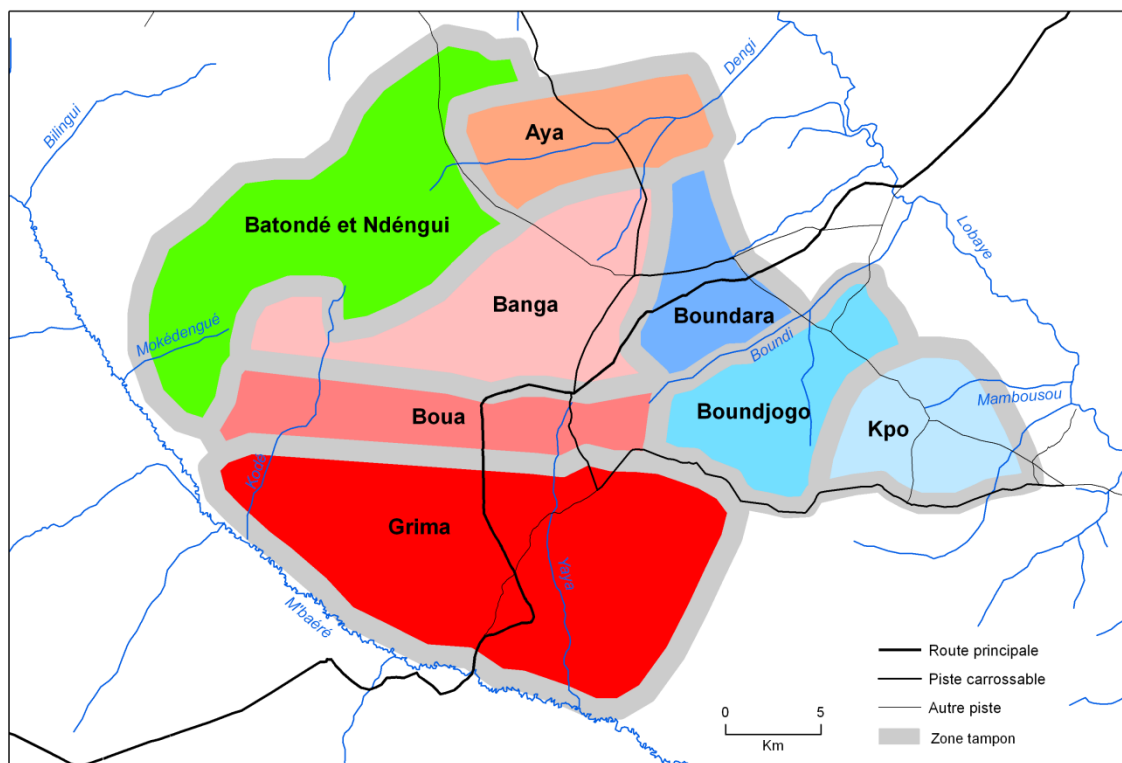 Dengi
Bilingui
Aya
Batondé et Ndéngui
Lobaye
Banga
Boundara
Mokédengué
Boundi
Mambousou
Boua
Boundjogo
Kpo
Kodé
Grima
Yaya
M'baéré
Route principale
Piste carrossable
Autre piste
Zone tampon
0 5
Km